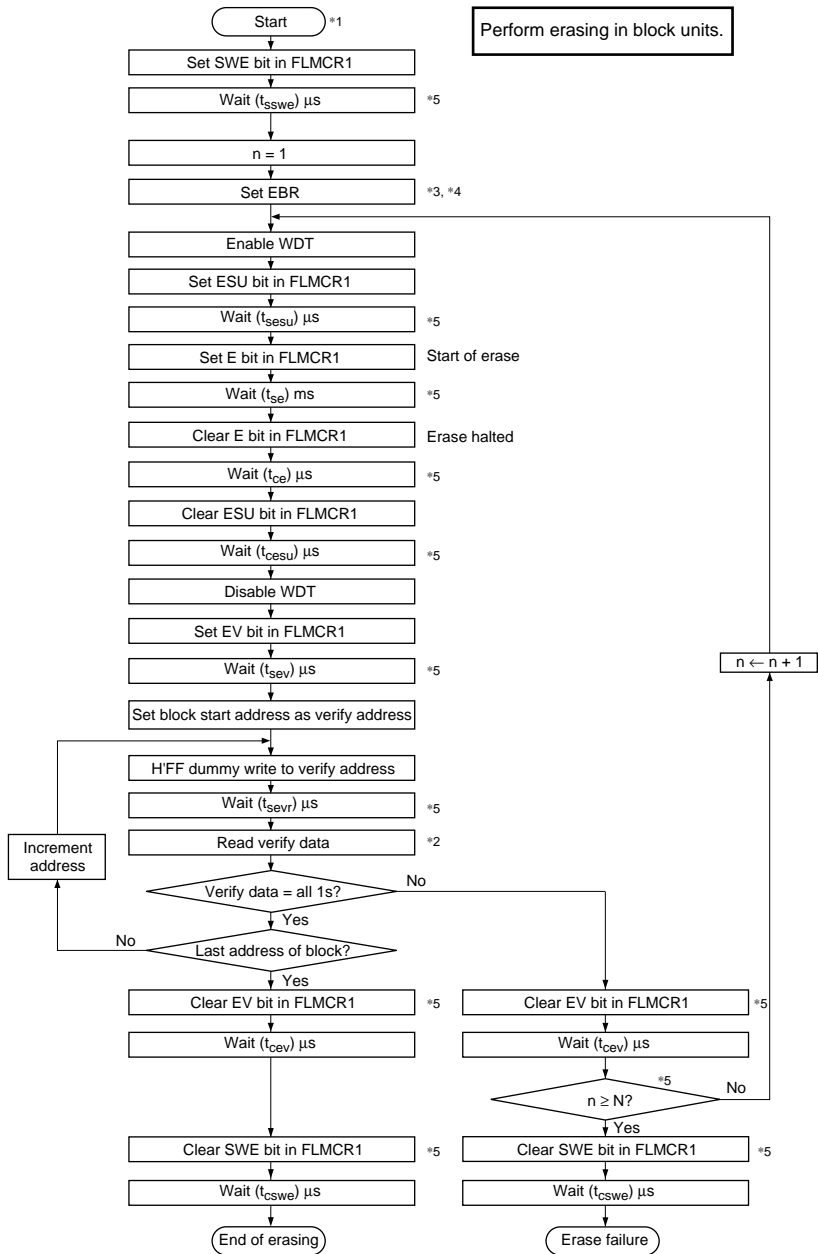 Start *1
Perform erasing in block units.
Set SWE bit in FLMCR1
Wait (tsswe) μs *5
n = 1
Set EBR *3, *4
Enable WDT
Set ESU bit in FLMCR1
Wait (tsesu) μs *5
Set E bit in FLMCR1 Start of erase
Wait (tse) ms *5
Clear E bit in FLMCR1 Erase halted
Wait (tce) μs *5
Clear ESU bit in FLMCR1
Wait (tcesu) μs *5
Disable WDT
Set EV bit in FLMCR1
n ← n + 1
Wait (tsev) μs *5
Set block start address as verify address
H'FF dummy write to verify address
Wait (tsevr) μs *5
Read verify data *2
Increment
address
Verify data = all 1s? No
Yes
No Last address of block?
Yes
Clear EV bit in FLMCR1 *5
Wait (tcev) μs
Clear SWE bit in FLMCR1 *5
Wait (tcswe) μs
End of erasing
Clear EV bit in FLMCR1 *5
Wait (tcev) μs
*5
n ≥ N? No
Yes
Clear SWE bit in FLMCR1 *5
Wait (tcswe) μs
Erase failure